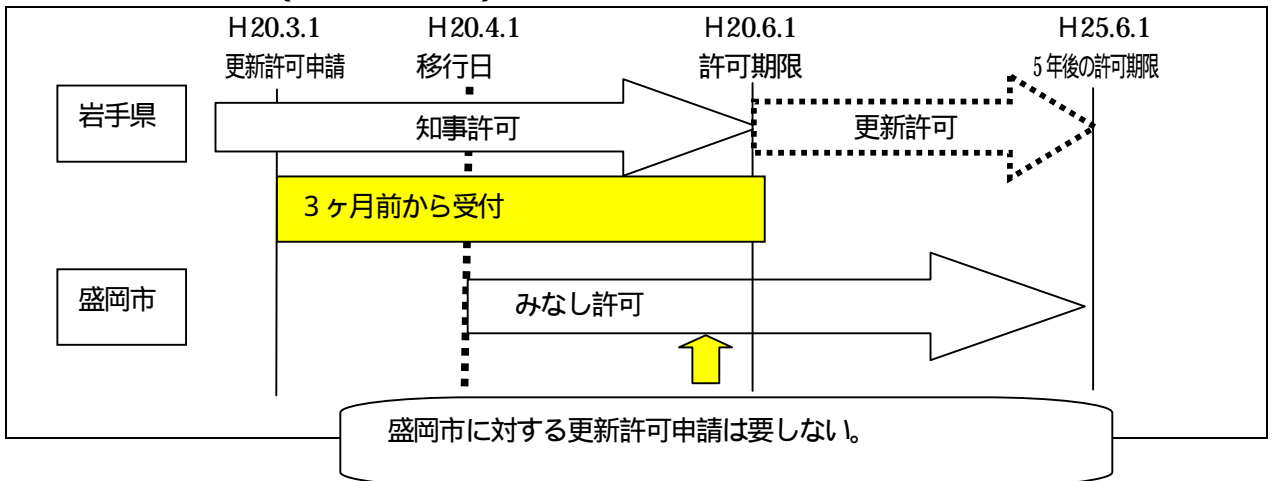 H20.3.1 H20.4.1 H20.6.1 H25.6.1
更新許可申請 移行日 許可期限 5年後の許可期限
岩手県
知事許可
更新許可
3ヶ月前から受付
盛岡市
みなし許可
盛岡市に対する更新許可申請は要しない。